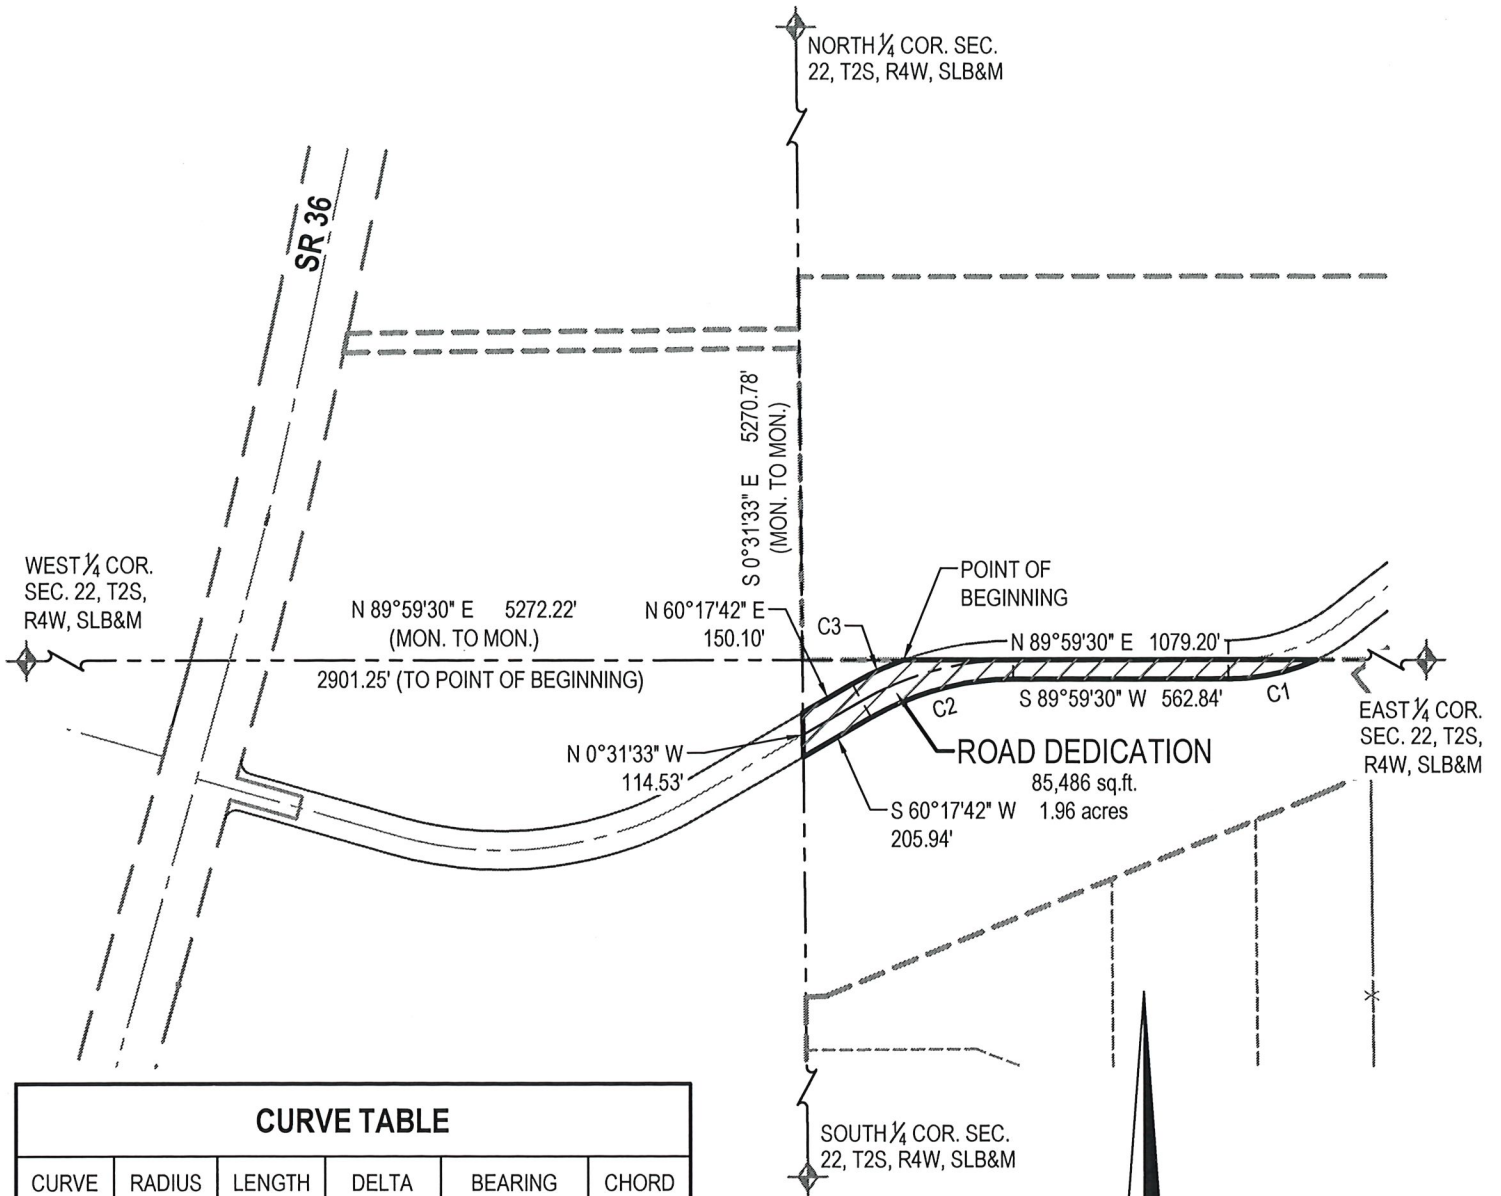 NORTH 1/4 COR. SEC.
22, T2S, R4W, SLB&M
SR 36
S 0°31'33" E 5270.78'
(MON. TO MON.)
WEST 1/4 COR.
SEC. 22, T2S,
R4W, SLB&M
N 89°59'30" E 5272.22'
(MON. TO MON.)
2901.25' (TO POINT OF BEGINNING)
N 60°17'42" E
150.10'
C3
POINT OF
BEGINNING
N 89°59'30" E 1079.20'
S 89°59'30" W 562.84'
C1
C2
EAST 1/4 COR.
SEC. 22, T2S,
R4W, SLB&M
N 0°31'33" W
114.53'
ROAD DEDICATION
85,486 sq.ft.
1.96 acres
S 60°17'42" W
205.94'
SOUTH 1/4 COR. SEC.
22, T2S, R4W, SLB&M
CURVE TABLE
CURVE RADIUS LENGTH DELTA BEARING CHORD